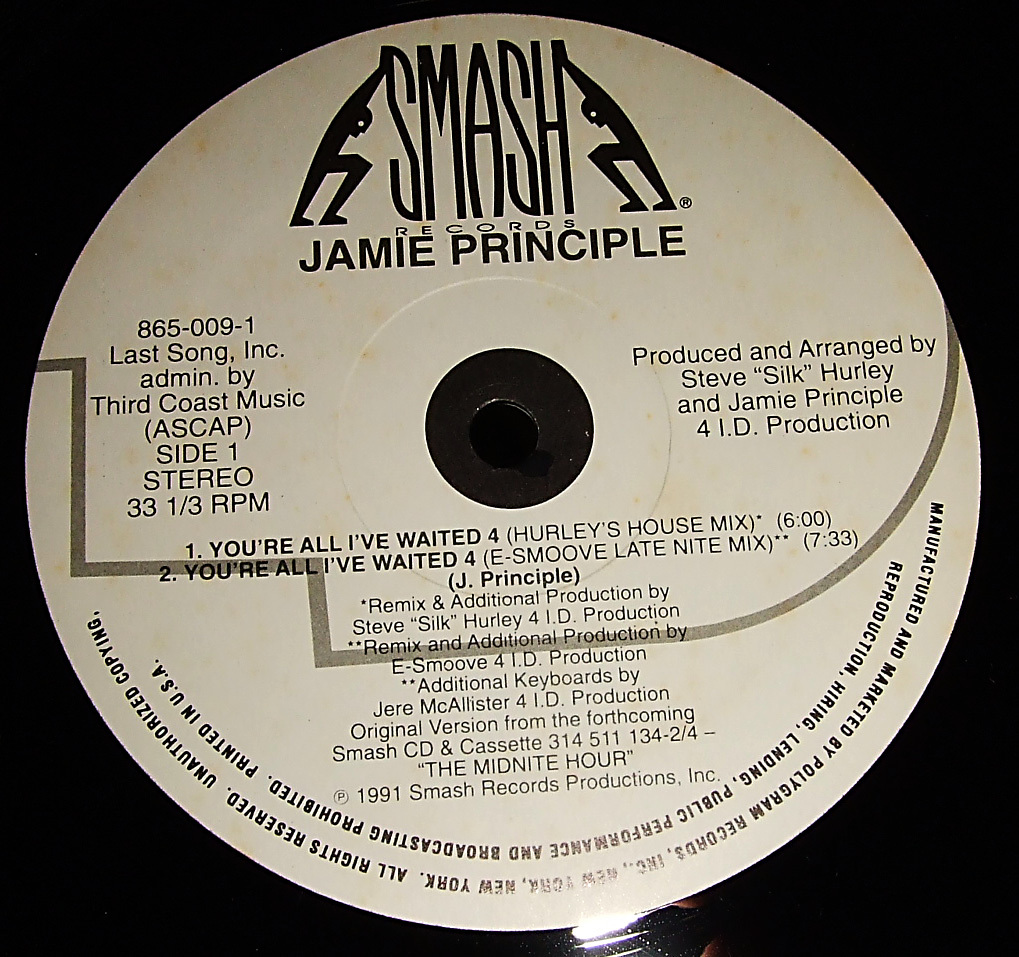 SMASH
RECORDS
®
JAMIE PRINCIPLE
865-009-1
Last Song, Inc.
admin. by
Third Coast Music
(ASCAP)
SIDE 1
STEREO
33 1/3 RPM
Produced and Arranged by
Steve “Silk” Hurley
and Jamie Principle
4 I.D. Production
1. YOU'RE ALL I'VE WAITED 4 (HURLEY'S HOUSE MIX)* (6:00)
2. YOU'RE ALL I'VE WAITED 4 (E-SMOOVE LATE NITE MIX)** (7:33)
(J. Principle)
*Remix & Additional Production by
Steve “Silk” Hurley 4 I.D. Production
**Remix and Additional Production by
E-Smoove 4 I.D. Production
**Additional Keyboards by
Jere McAllister 4 I.D. Production
Original Version from the forthcoming
Smash CD & Cassette 314 511 134-2/4 –
“THE MIDNITE HOUR”
℗ 1991 Smash Records Productions, Inc.
MANUFACTURED AND MARKETED BY POLYGRAM RECORDS, INC., NEW YORK, NEW YORK. ALL RIGHTS RESERVED. UNAUTHORIZED COPYING,
REPRODUCTION, HIRING, LENDING, PUBLIC PERFORMANCE AND BROADCASTING PROHIBITED. PRINTED IN U.S.A.